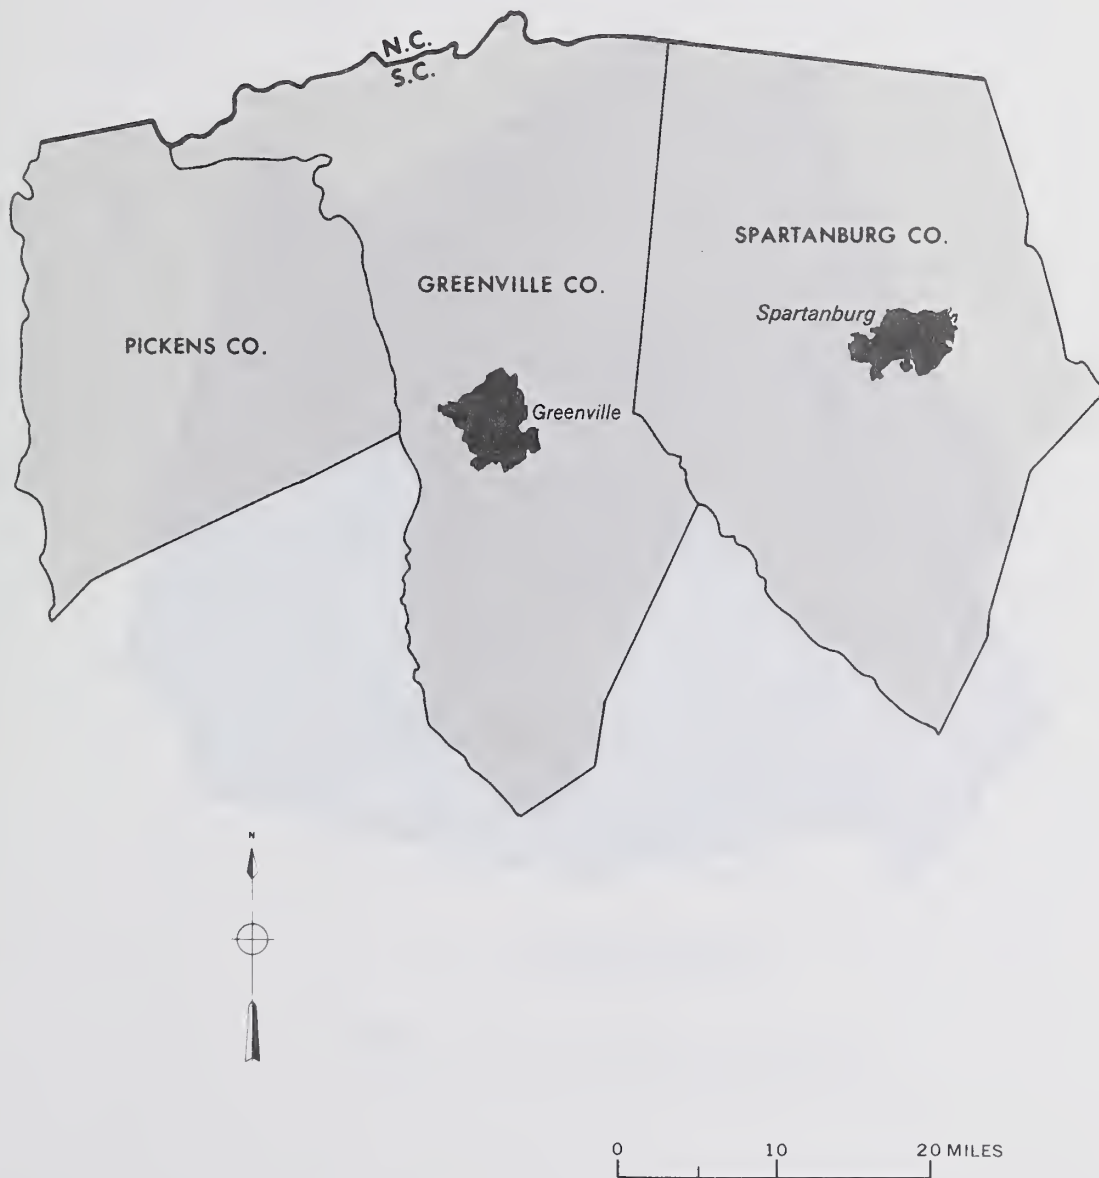 N.C.
S.C.
SPARTANBURG CO.
GREENVILLE CO.
Spartanburg
PICKENS CO.
Greenville
N
0 10 20 MILES